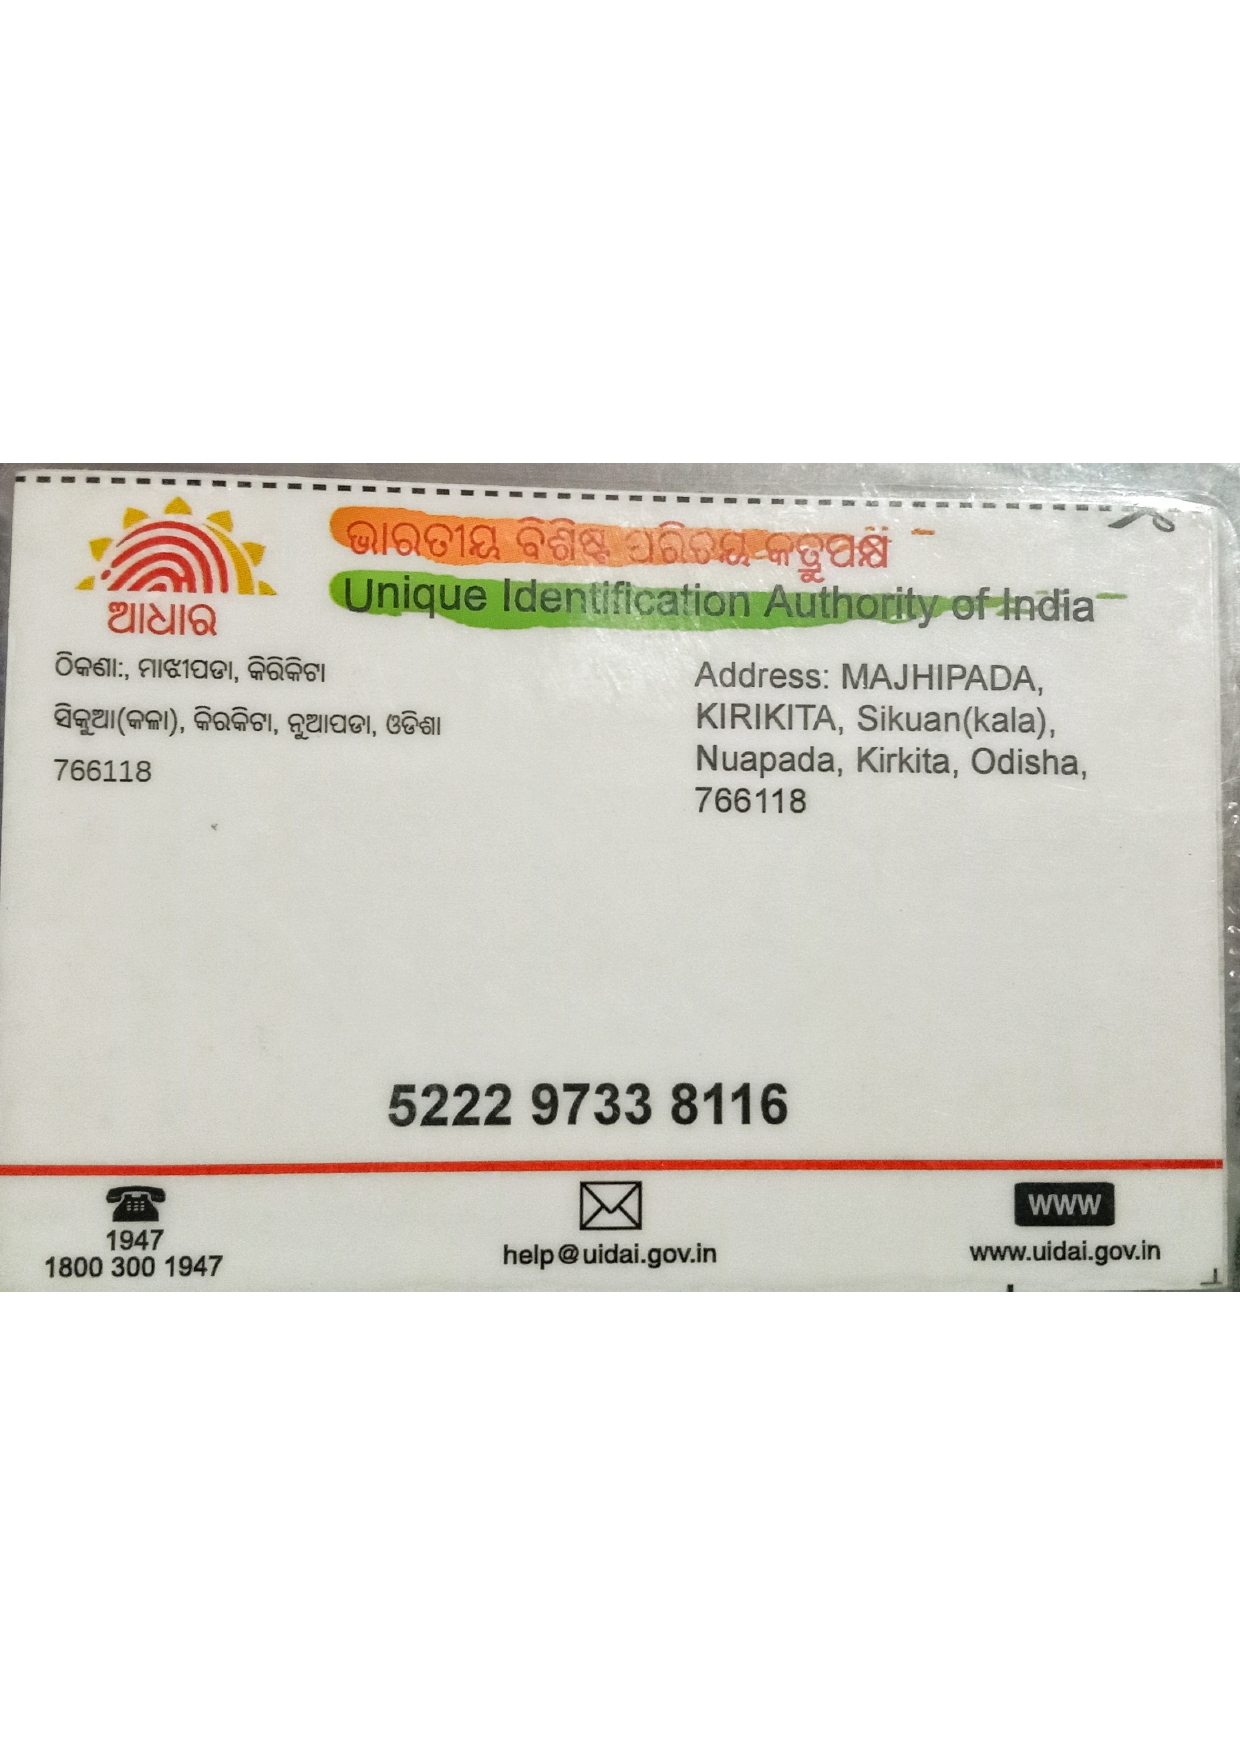 ଭାରତୀୟ ବିଶିଷ୍ଟ ପରିଚୟ କର୍ତ୍ତୁପକ୍ଷ
Unique Identification Authority of India
ଆଧାର
ଠିକଣା:, ମାଝୀପଡା, କିରିକିଟା
ସିକୁଆ(କଳା), କିରକିଟା, ନୁଆପଡା, ଓଡିଶା
766118
Address: MAJHIPADA,
KIRIKITA, Sikuan(kala),
Nuapada, Kirkita, Odisha,
766118
5222 9733 8116
1947
1800 300 1947
help@uidai.gov.in
WWW
www.uidai.gov.in